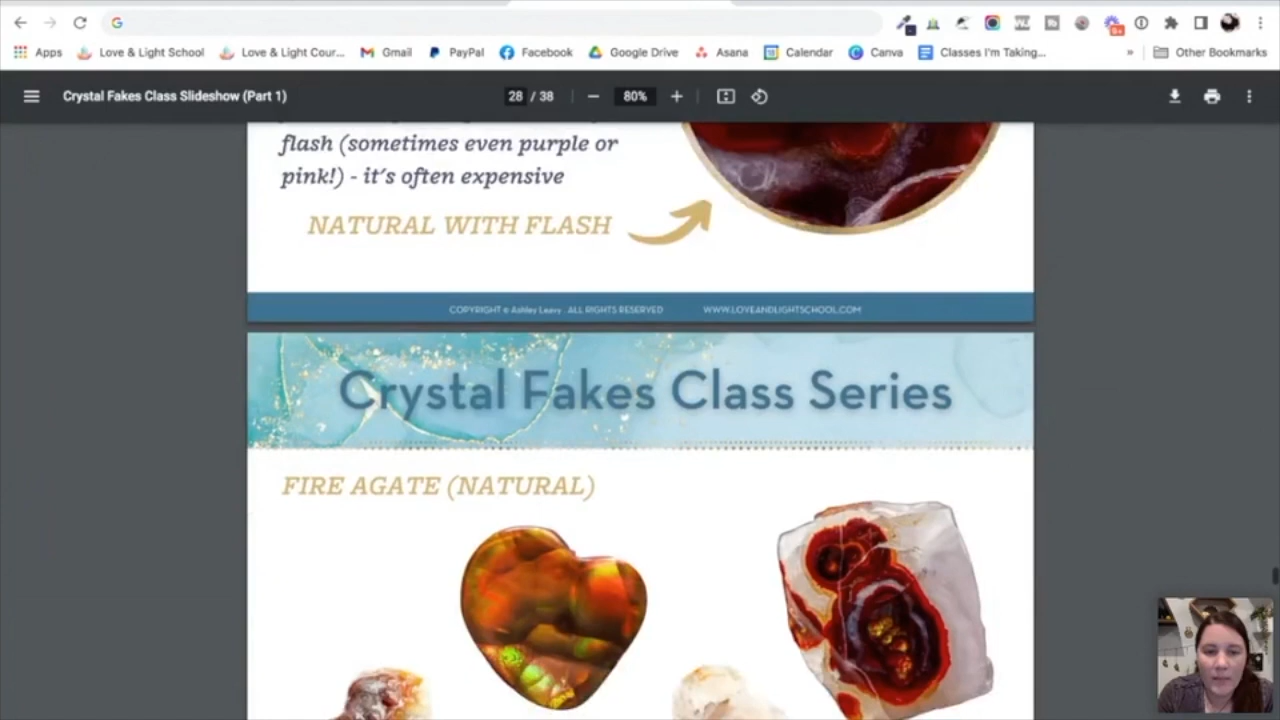 Apps
Love & Light School
Love & Light Cour...
Gmail
PayPal
Facebook
Google Drive
Asana
Calendar
Canva
Classes I'm Taking...
»
Other Bookmarks
Crystal Fakes Class Slideshow (Part 1)
28 / 38
80%
flash (sometimes even purple or
pink!) - it's often expensive
NATURAL WITH FLASH
COPYRIGHT © Ashley Leavy . ALL RIGHTS RESERVED
WWW.LOVEANDLIGHTSCHOOL.COM
Crystal Fakes Class Series
FIRE AGATE (NATURAL)